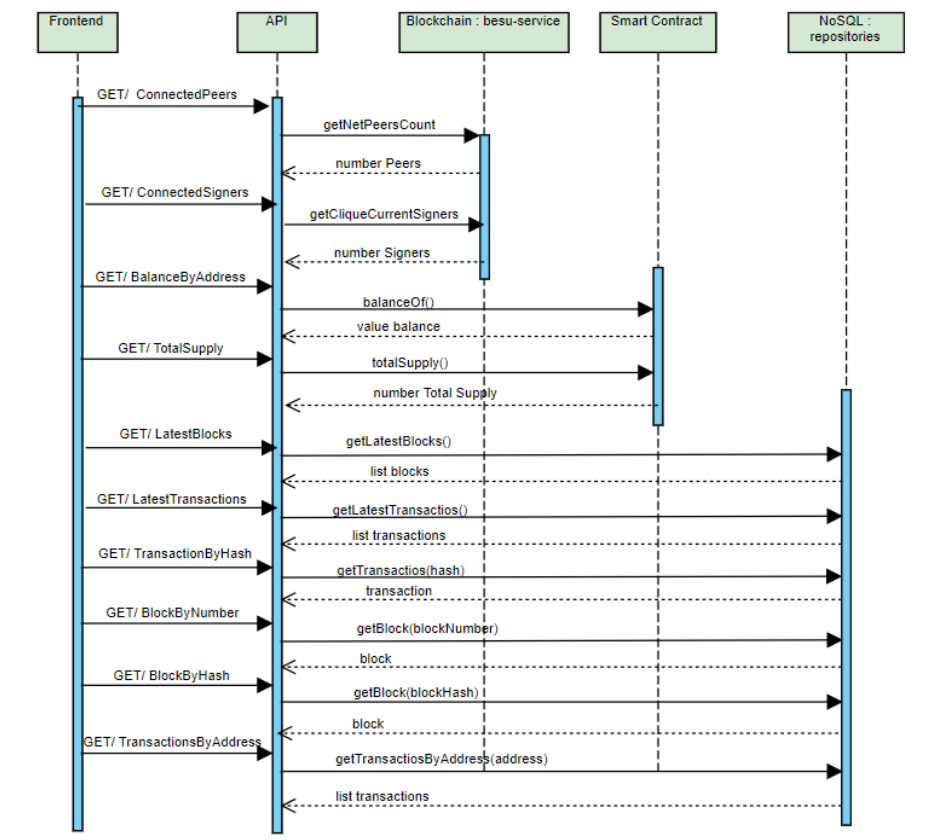 Frontend
API
Blockchain : besu-service
Smart Contract
NoSQL :
repositories
GET/  ConnectedPeers
getNetPeersCount
number Peers
GET/ ConnectedSigners
getCliqueCurrentSigners
number Signers
GET/ BalanceByAddress
balanceOf()
value balance
GET/ TotalSupply
totalSupply()
number Total Supply
GET/ LatestBlocks
getLatestBlocks()
list blocks
GET/ LatestTransactions
getLatestTransactios()
list transactions
GET/ TransactionByHash
getTransactios(hash)
transaction
GET/ BlockByNumber
getBlock(blockNumber)
block
GET/ BlockByHash
getBlock(blockHash)
block
GET/ TransactionsByAddress
getTransactiosByAddress(address)
list transactions